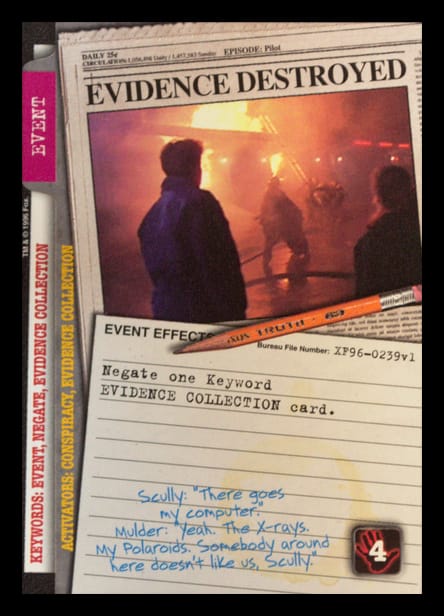 DAILY 25¢
EPISODE: Pilot
EVIDENCE DESTROYED
EVENT
TM & © 1996 Fox.
KEYWORDS: EVENT, NEGATE, EVIDENCE COLLECTION
ACTIVATORS: CONSPIRACY, EVIDENCE COLLECTION
EVENT EFFECTS
TRUTH · 63
Bureau File Number: XF96-0239v1
Negate one Keyword
EVIDENCE COLLECTION card.
Scully: "There goes
my computer."
Mulder: "Yeah. The X-rays.
My Polaroids. Somebody around
here doesn't like us, Scully."
4